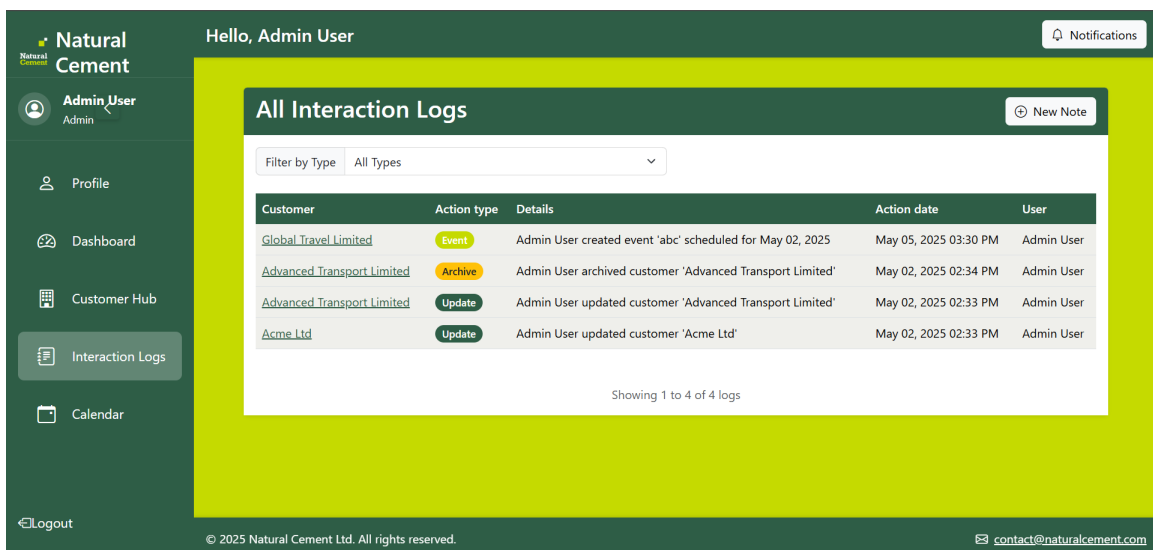 Natural
Cement
Natural
Cement
Admin User
Admin
Profile
Dashboard
Customer Hub
Interaction Logs
Calendar
Logout
Hello, Admin User
Notifications
All Interaction Logs
New Note
Filter by Type All Types
Customer Action type Details Action date User
Global Travel Limited Event Admin User created event 'abc' scheduled for May 02, 2025 May 05, 2025 03:30 PM Admin User
Advanced Transport Limited Archive Admin User archived customer 'Advanced Transport Limited' May 02, 2025 02:34 PM Admin User
Advanced Transport Limited Update Admin User updated customer 'Advanced Transport Limited' May 02, 2025 02:33 PM Admin User
Acme Ltd Update Admin User updated customer 'Acme Ltd' May 02, 2025 02:33 PM Admin User
Showing 1 to 4 of 4 logs
© 2025 Natural Cement Ltd. All rights reserved. contact@naturalcement.com